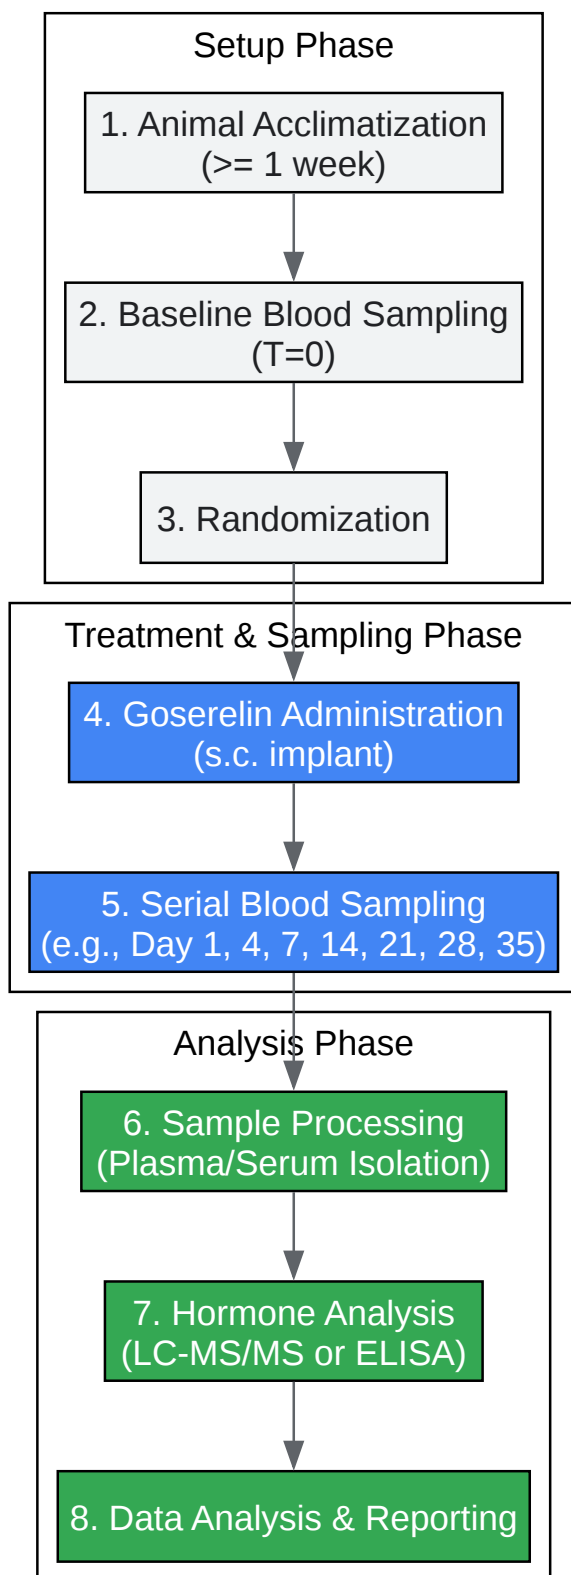 Setup Phase
1. Animal Acclimatization
(>= 1 week)
2. Baseline Blood Sampling
(T=0)
3. Randomization
Treatment & Sampling Phase
4. Goserelin Administration
(s.c. implant)
5. Serial Blood Sampling
(e.g., Day 1, 4, 7, 14, 21, 28, 35)
Analysis Phase
6. Sample Processing
(Plasma/Serum Isolation)
7. Hormone Analysis
(LC-MS/MS or ELISA)
8. Data Analysis & Reporting